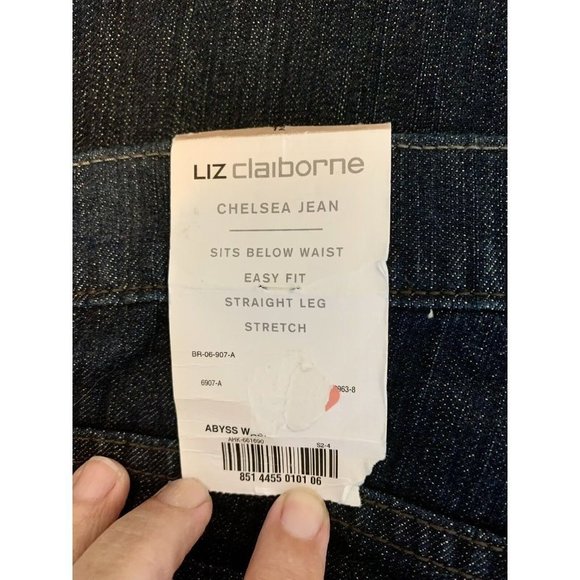 LIZ claiborne
CHELSEA JEAN
SITS BELOW WAIST
EASY FIT
STRAIGHT LEG
STRETCH
BR-06-907-A
6907-A
ABYSS
S2-4
851 4455 0101 06